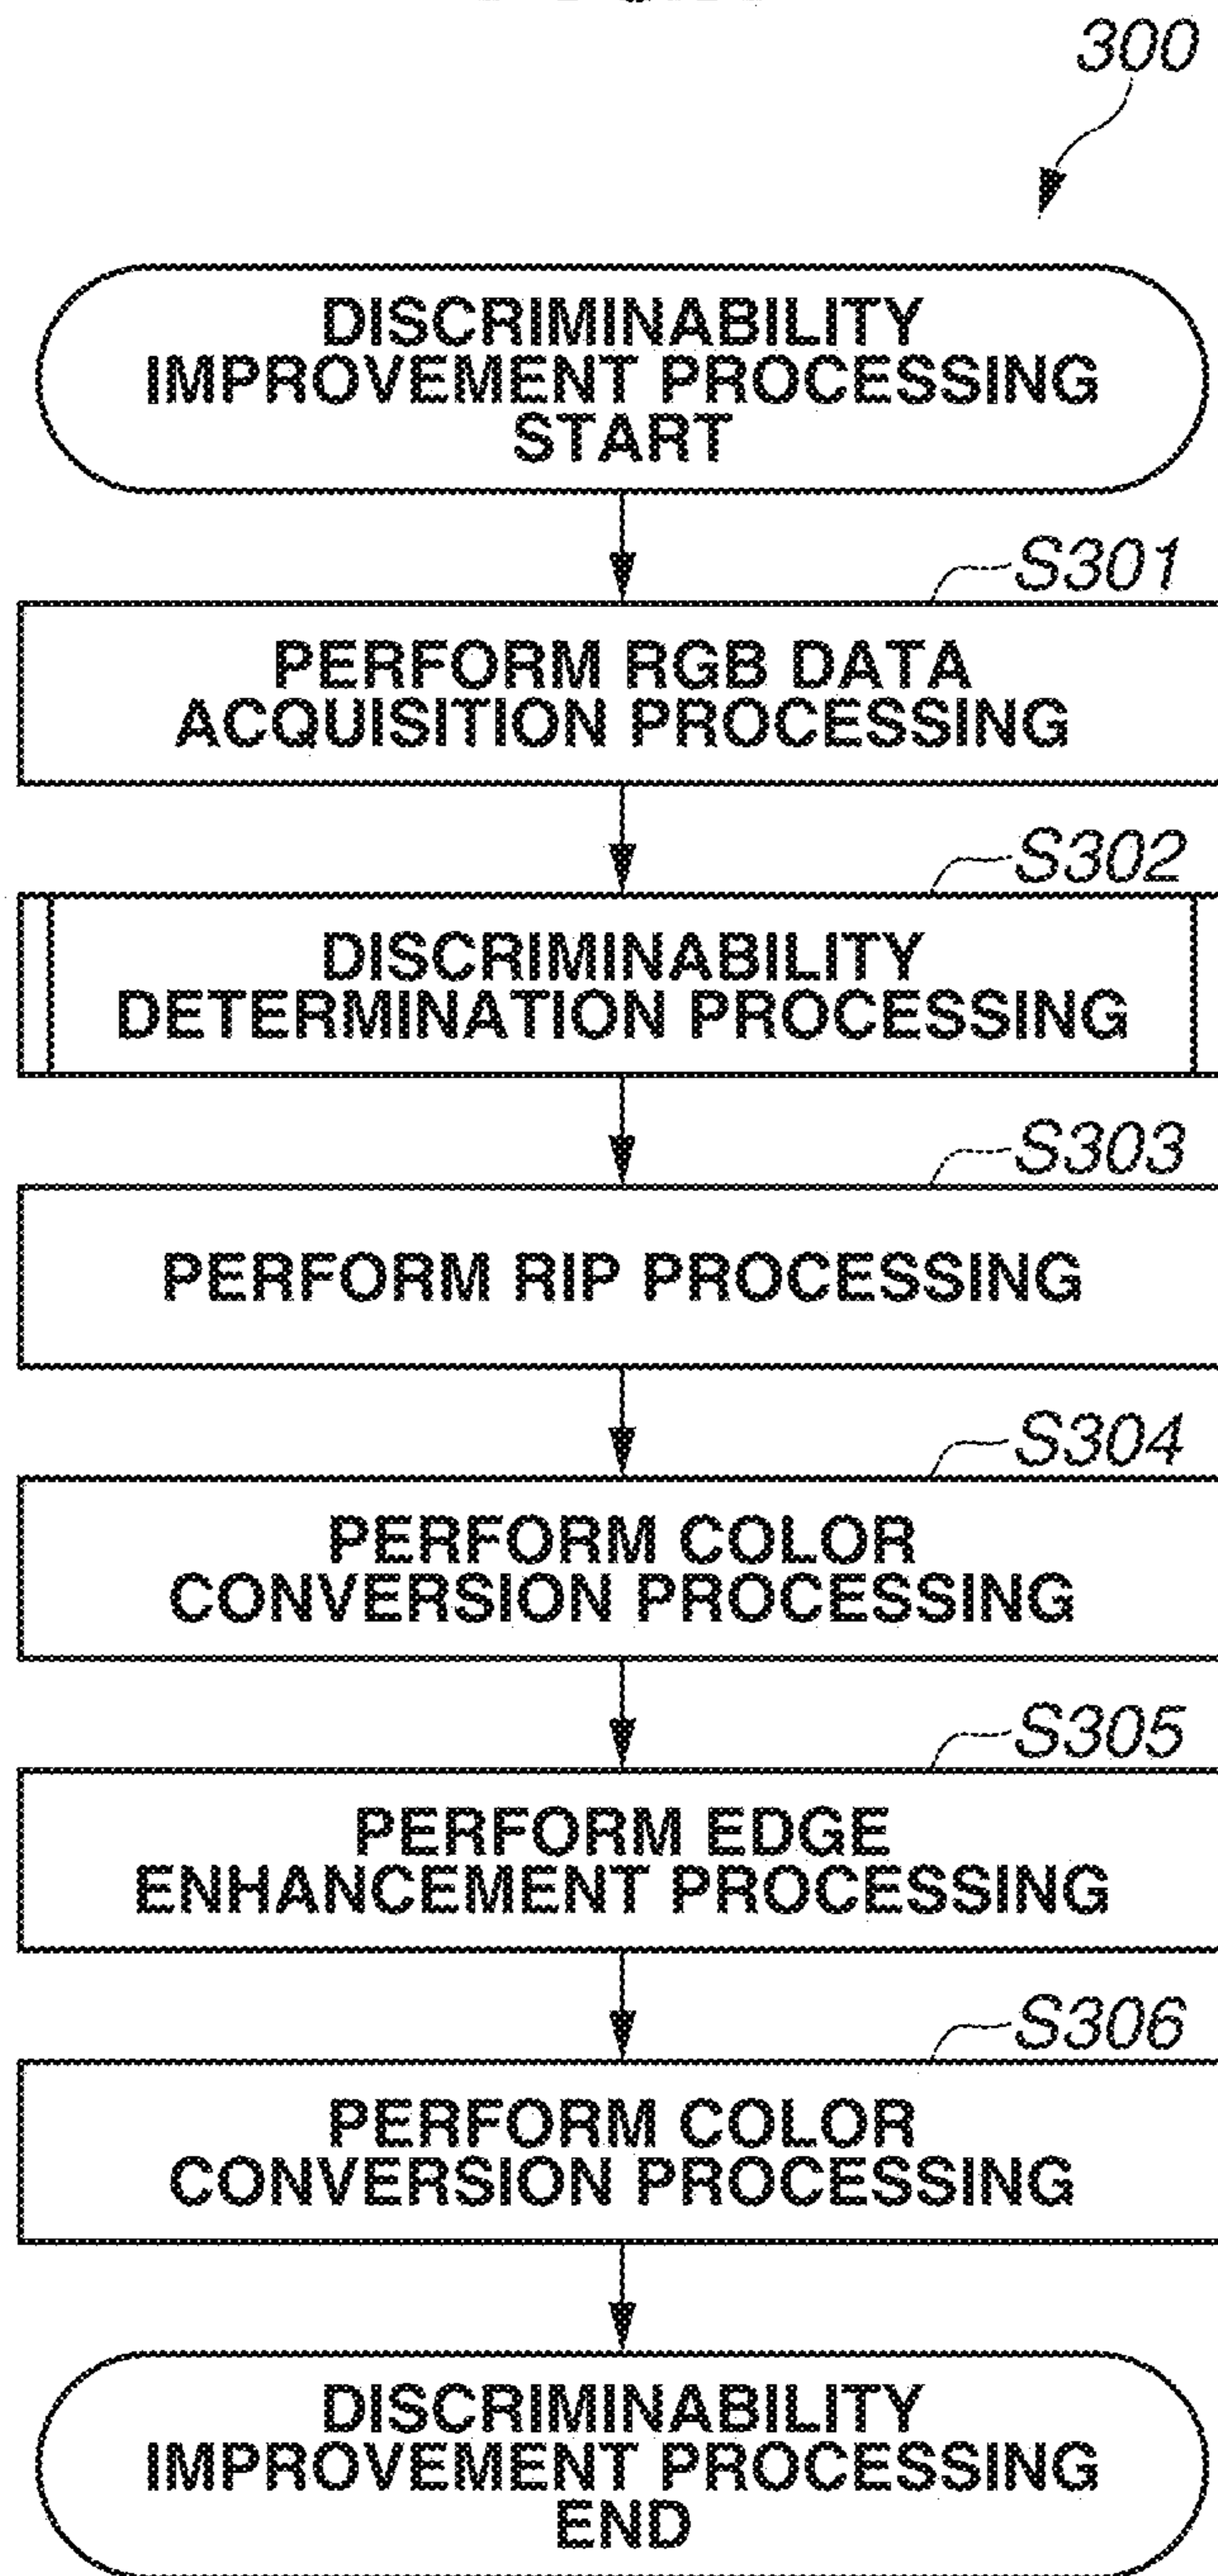 300
DISCRIMINABILITY
IMPROVEMENT PROCESSING
START
S301
PERFORM RGB DATA
ACQUISITION PROCESSING
S302
DISCRIMINABILITY
DETERMINATION PROCESSING
S303
PERFORM RIP PROCESSING
S304
PERFORM COLOR
CONVERSION PROCESSING
S305
PERFORM EDGE
ENHANCEMENT PROCESSING
S306
PERFORM COLOR
CONVERSION PROCESSING
DISCRIMINABILITY
IMPROVEMENT PROCESSING
END